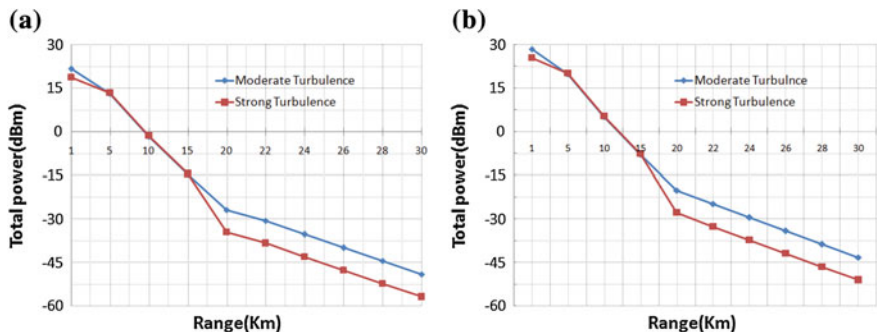 (a)
30
15
0
-15
-30
-45
-60
Total power(dBm)
Moderate Turbulence
Strong Turbulence
1 5 10 15 20 22 24 26 28 30
Range(Km)
(b)
30
15
0
-15
-30
-45
-60
Total power(dBm)
Moderate Turbulnce
Strong Turbulence
1 5 10 15 20 22 24 26 28 30
Range(Km)